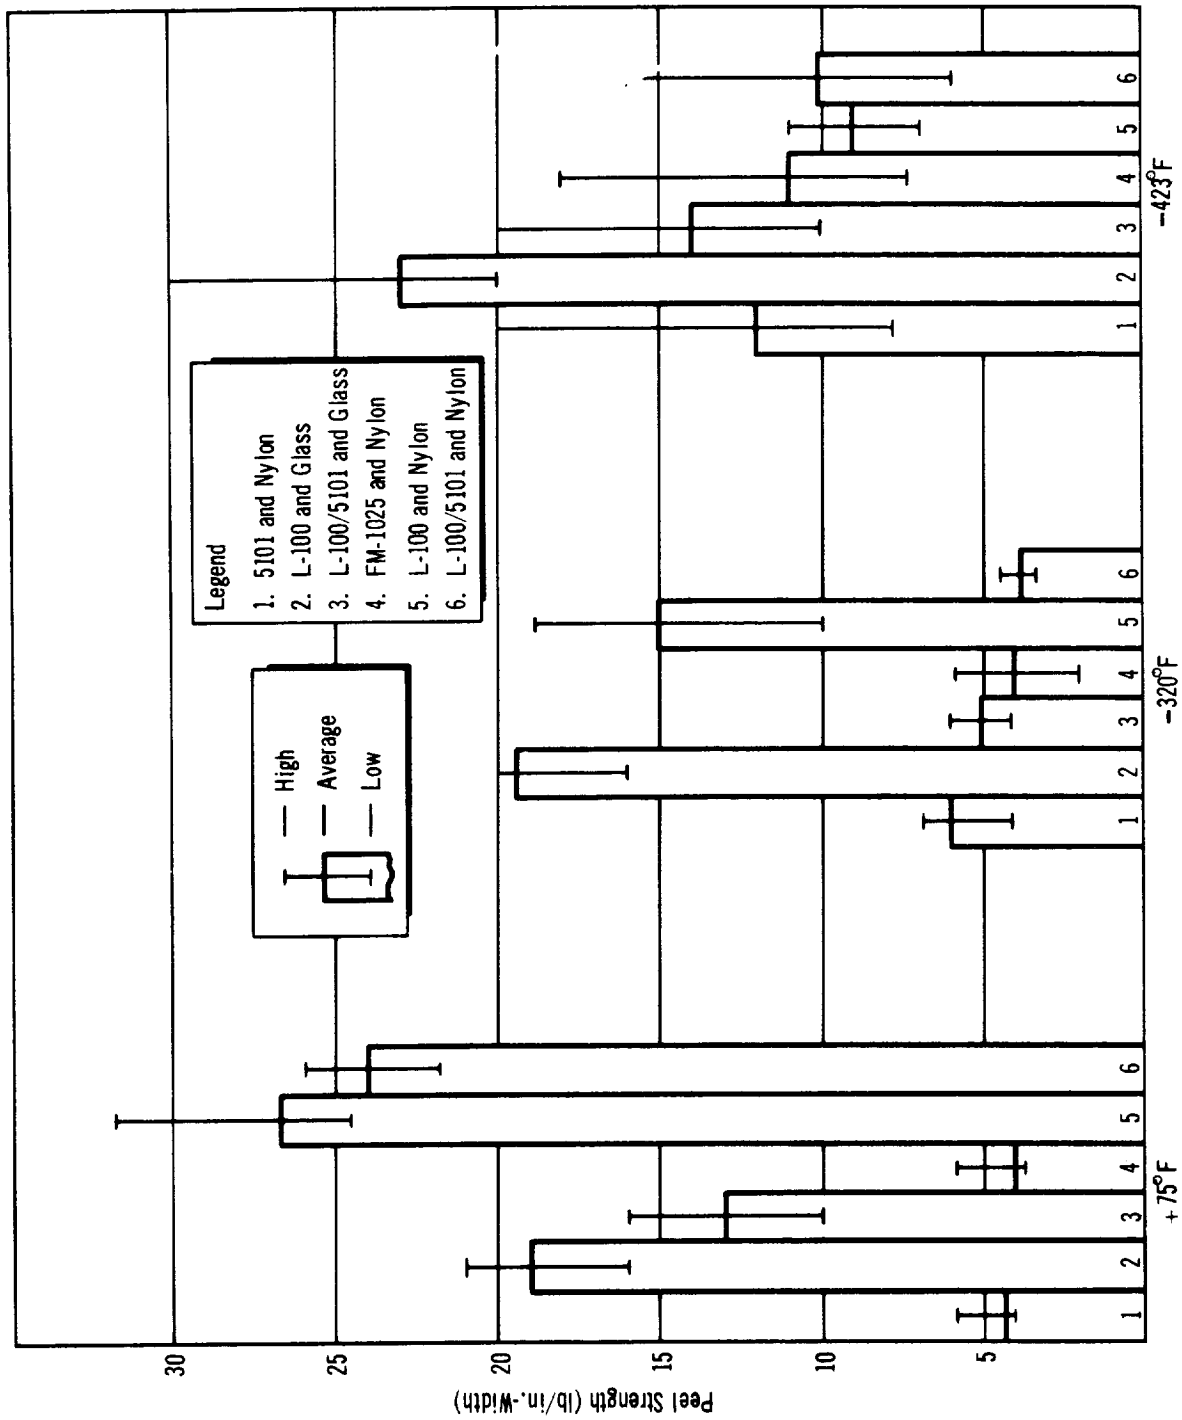 Peel Strength (lb/in.-Width)
30
25
20
15
10
5
High
Average
Low
Legend
1. 5101 and Nylon
2. L-100 and Glass
3. L-100/5101 and Glass
4. FM-1025 and Nylon
5. L-100 and Nylon
6. L-100/5101 and Nylon
1 2 3 4 5 6
1 2 3 4 5 6
1 2 3 4 5 6
+75°F
-320°F
-423°F